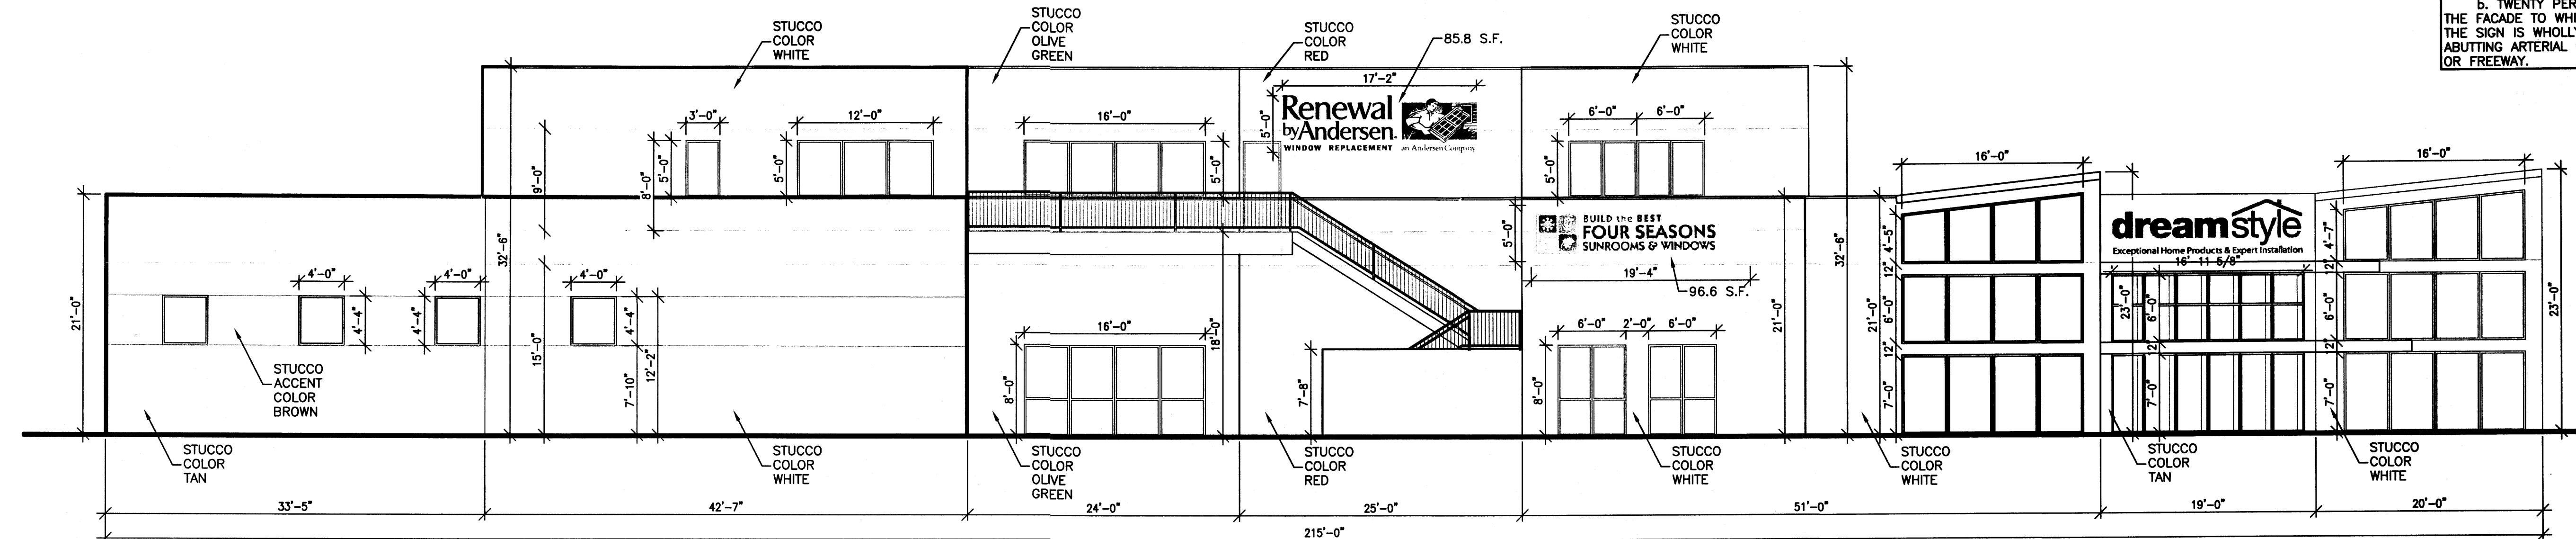 b. TWENTY PER
THE FACADE TO WHI
THE SIGN IS WHOLLY
ABUTTING ARTERIAL
OR FREEWAY.
STUCCO
COLOR
WHITE
STUCCO
COLOR
OLIVE
GREEN
STUCCO
COLOR
RED
85.8 S.F.
STUCCO
COLOR
WHITE
17'-2"
Renewal
byAndersen.
WINDOW REPLACEMENT an Andersen Company
5'-0"
3'-0"
12'-0"
16'-0"
6'-0" 6'-0"
5'-0"
5'-0"
9'-0"
8'-0"
5'-0"
5'-0"
32'-6"
16'-0"
16'-0"
BUILD the BEST
FOUR SEASONS
SUNROOMS & WINDOWS
5'-0"
19'-4"
96.6 S.F.
32'-6"
dreamstyle
Exceptional Home Products & Expert Installation
16'-11 5/8"
21'-0"
4'-0"
4'-0"
4'-0"
4'-4"
4'-4"
4'-4"
15'-0"
7'-10"
12'-2"
STUCCO
ACCENT
COLOR
BROWN
16'-0"
8'-0"
18'-0"
7'-8"
6'-0" 2'-0" 6'-0"
8'-0"
21'-0"
21'-0"
4'-5"
12"
6'-0"
12"
7'-0"
23'-0"
6'-0"
12"
7'-0"
4'-7"
12"
6'-0"
12"
7'-0"
23'-0"
STUCCO
COLOR
TAN
STUCCO
COLOR
WHITE
STUCCO
COLOR
OLIVE
GREEN
STUCCO
COLOR
RED
STUCCO
COLOR
WHITE
STUCCO
COLOR
WHITE
STUCCO
COLOR
TAN
STUCCO
COLOR
WHITE
33'-5"
42'-7"
24'-0"
25'-0"
51'-0"
19'-0"
20'-0"
215'-0"